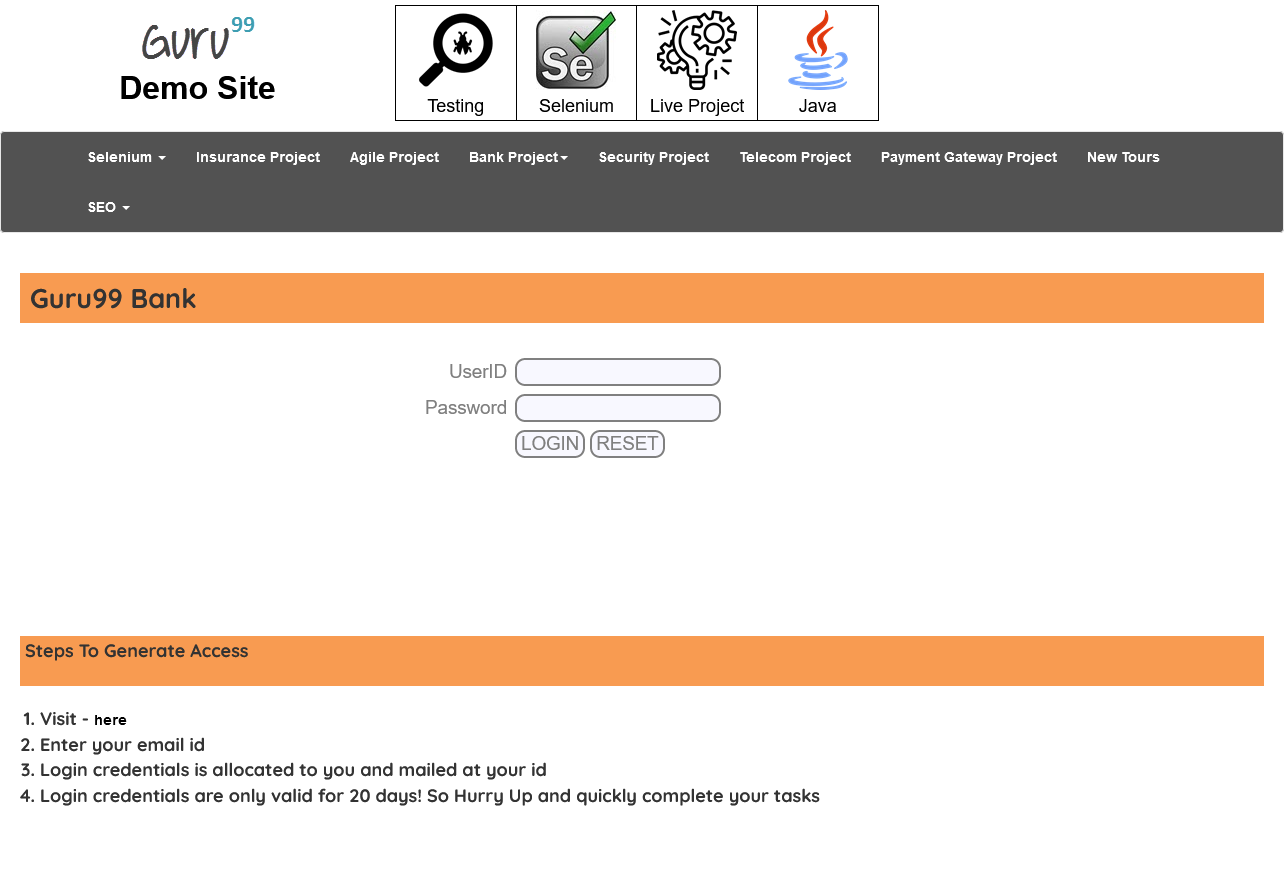 Guru99
Demo Site
Testing
Se
Selenium
Live Project
Java
Selenium
Insurance Project
Agile Project
Bank Project
Security Project
Telecom Project
Payment Gateway Project
New Tours
SEO
Guru99 Bank
UserID
Password
LOGIN
RESET
Steps To Generate Access
1. Visit - here
2. Enter your email id
3. Login credentials is allocated to you and mailed at your id
4. Login credentials are only valid for 20 days! So Hurry Up and quickly complete your tasks